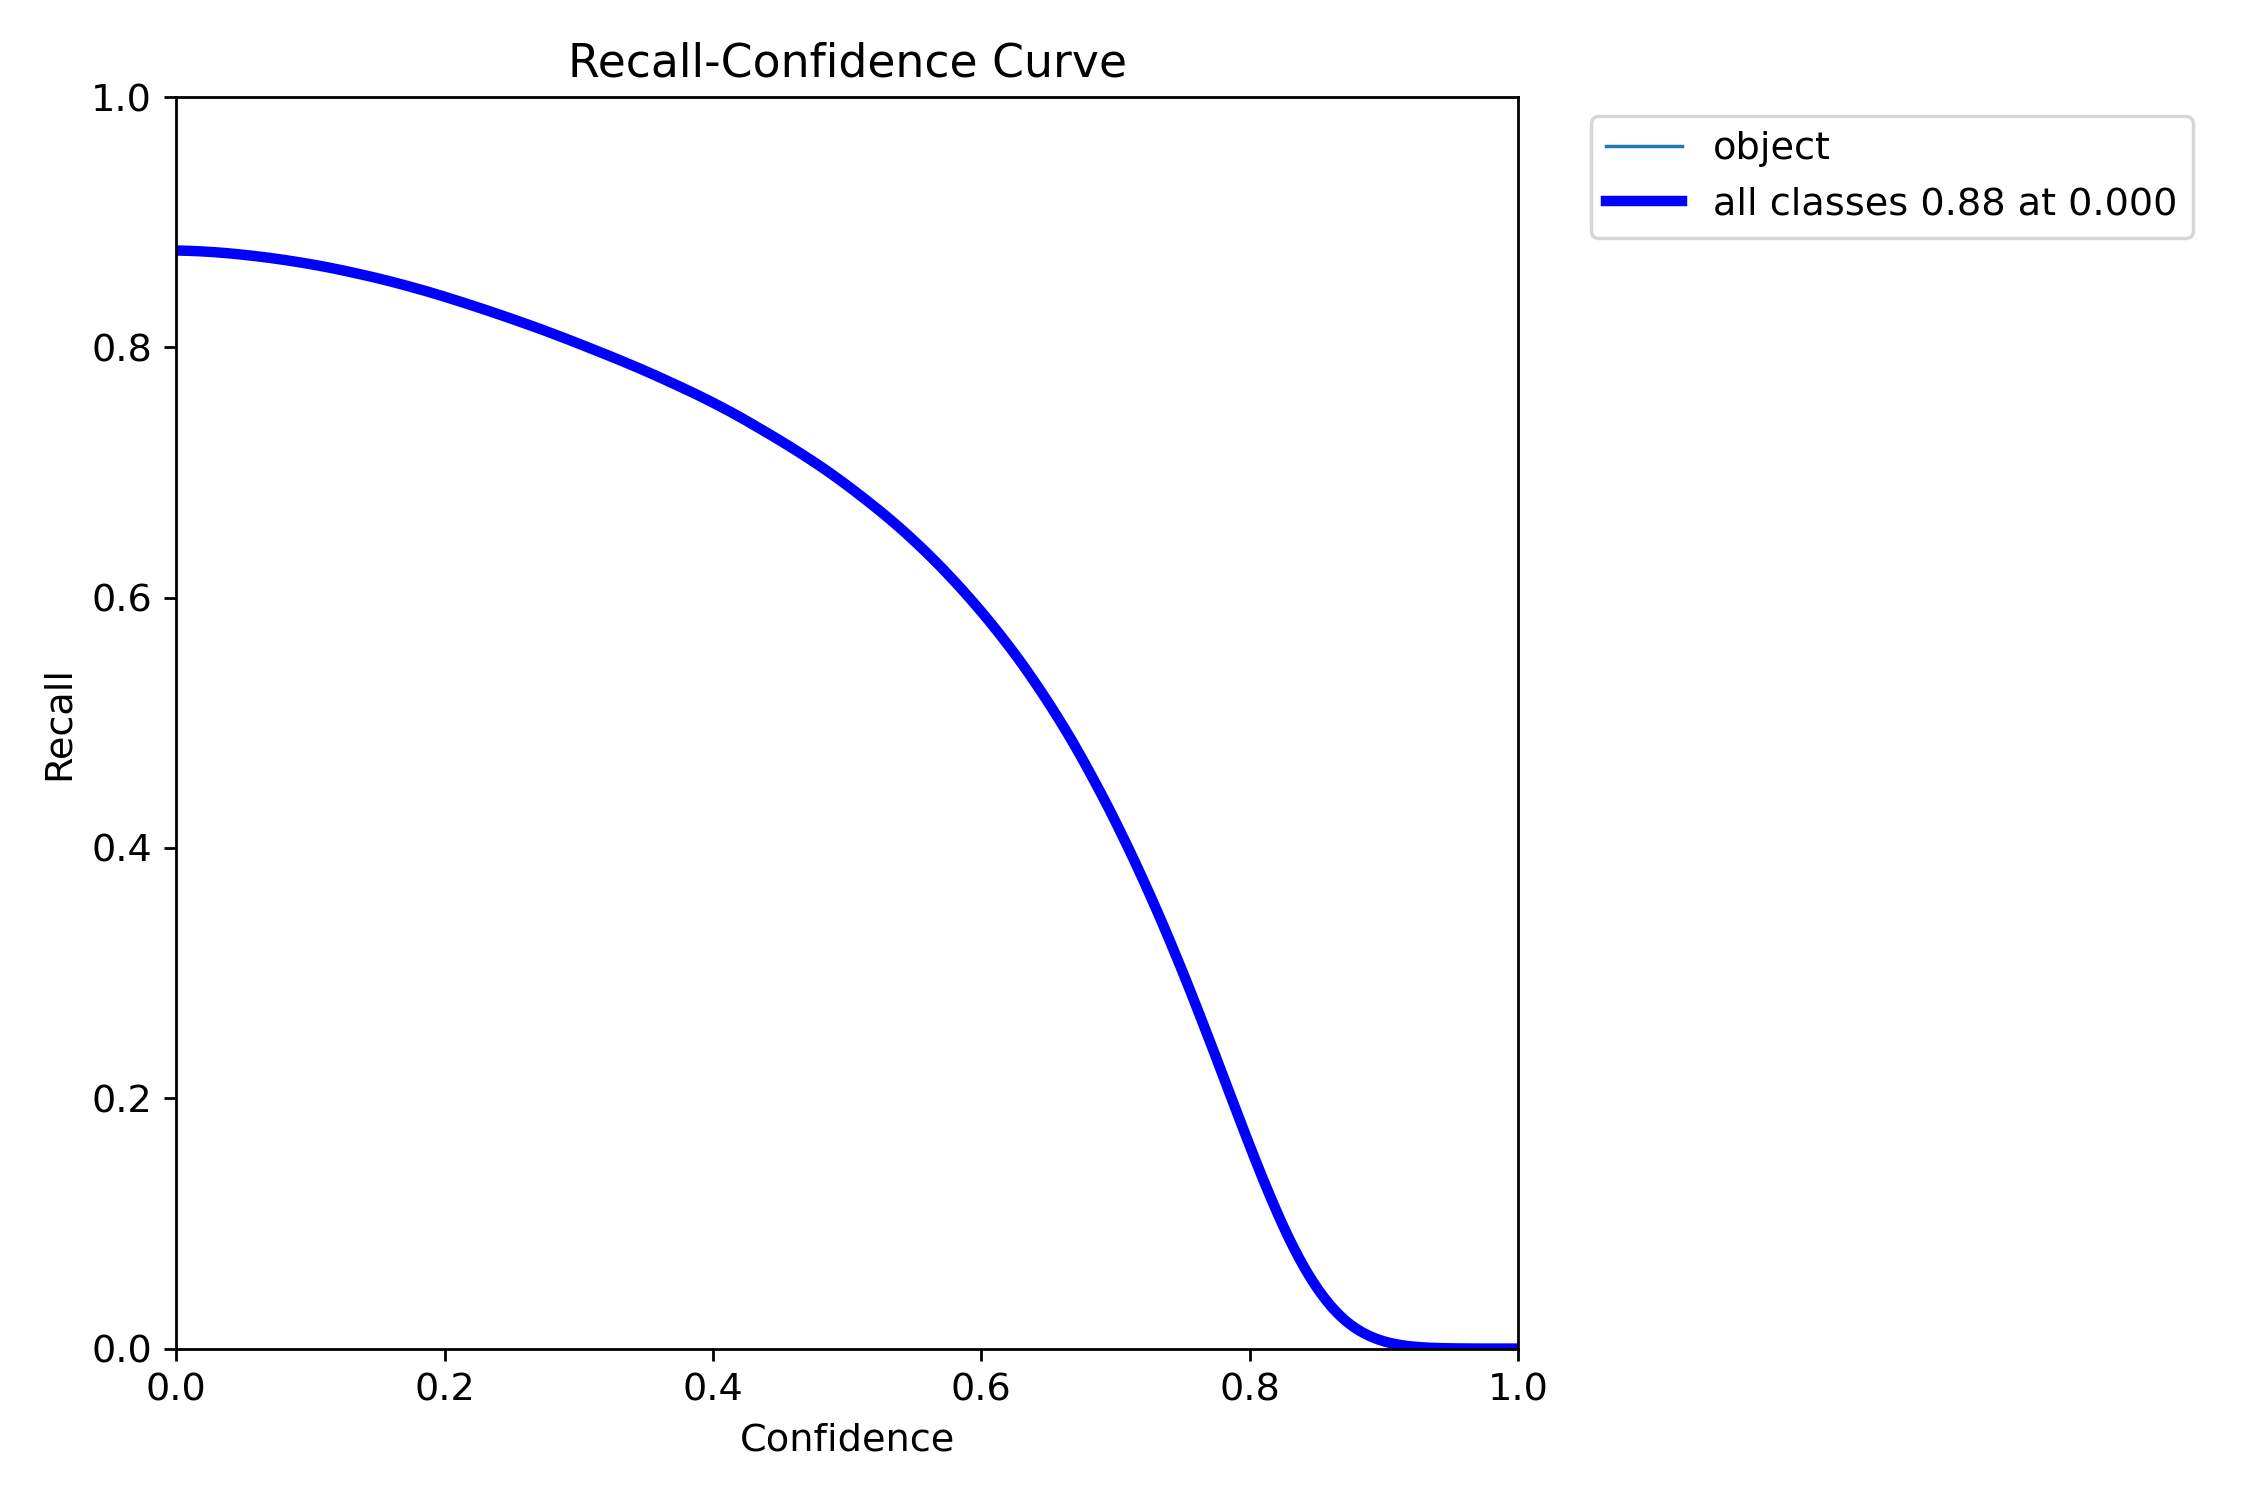 Recall-Confidence Curve
1.0
0.8
0.6
0.4
0.2
0.0
Recall
0.0 0.2 0.4 0.6 0.8 1.0
Confidence
object
all classes 0.88 at 0.000